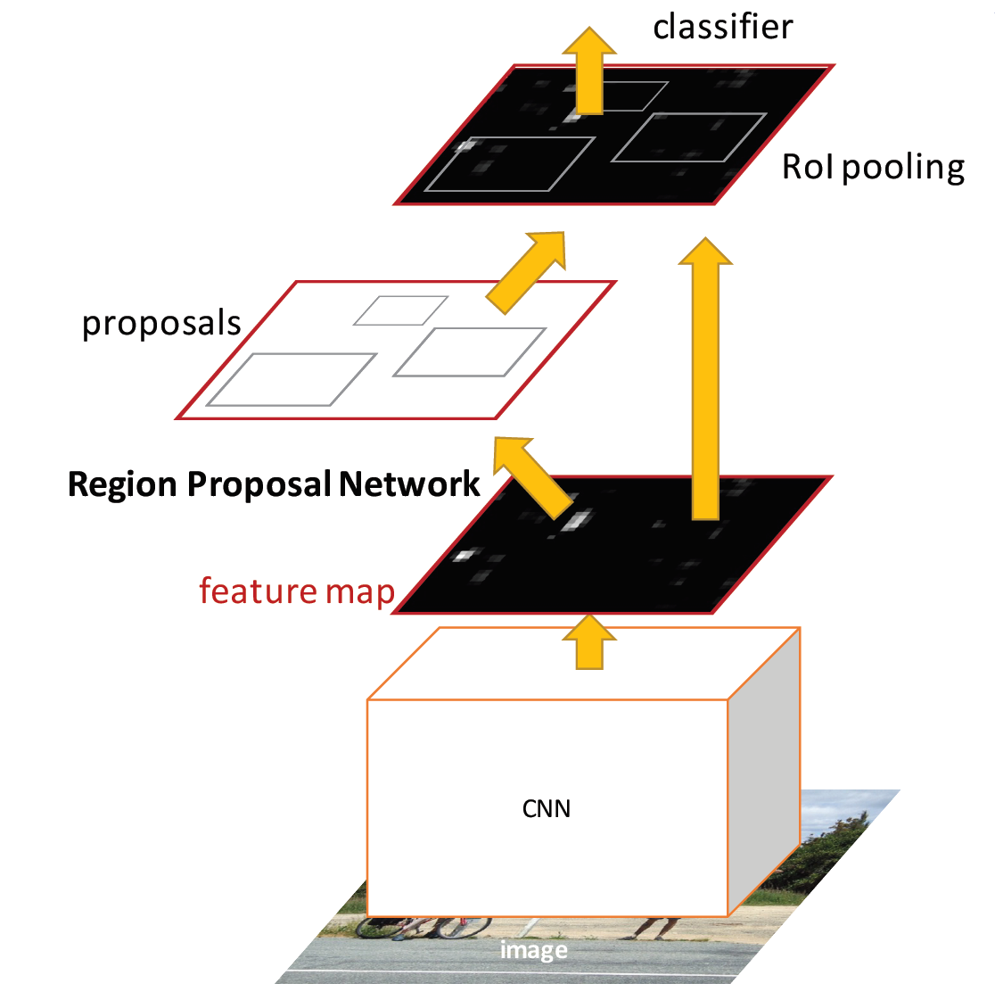 classifier
RoI pooling
proposals
Region Proposal Network
feature map
CNN
image